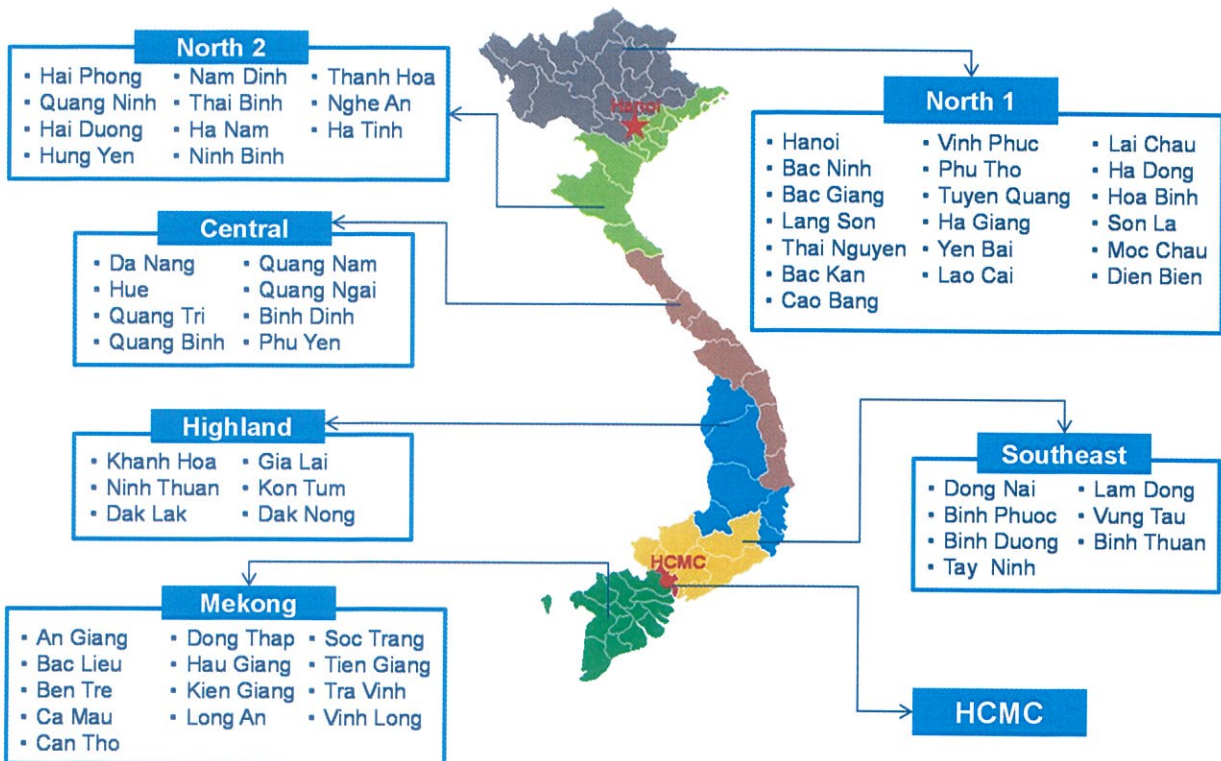 North 2
▪ Hai Phong ▪ Nam Dinh ▪ Thanh Hoa
▪ Quang Ninh ▪ Thai Binh ▪ Nghe An
▪ Hai Duong ▪ Ha Nam ▪ Ha Tinh
▪ Hung Yen ▪ Ninh Binh
Hanoi
North 1
▪ Hanoi ▪ Vinh Phuc ▪ Lai Chau
▪ Bac Ninh ▪ Phu Tho ▪ Ha Dong
▪ Bac Giang ▪ Tuyen Quang ▪ Hoa Binh
▪ Lang Son ▪ Ha Giang ▪ Son La
▪ Thai Nguyen ▪ Yen Bai ▪ Moc Chau
▪ Bac Kan ▪ Lao Cai ▪ Dien Bien
▪ Cao Bang
Central
▪ Da Nang ▪ Quang Nam
▪ Hue ▪ Quang Ngai
▪ Quang Tri ▪ Binh Dinh
▪ Quang Binh ▪ Phu Yen
Highland
▪ Khanh Hoa ▪ Gia Lai
▪ Ninh Thuan ▪ Kon Tum
▪ Dak Lak ▪ Dak Nong
Southeast
▪ Dong Nai ▪ Lam Dong
▪ Binh Phuoc ▪ Vung Tau
▪ Binh Duong ▪ Binh Thuan
▪ Tay Ninh
HCMC
Mekong
▪ An Giang ▪ Dong Thap ▪ Soc Trang
▪ Bac Lieu ▪ Hau Giang ▪ Tien Giang
▪ Ben Tre ▪ Kien Giang ▪ Tra Vinh
▪ Ca Mau ▪ Long An ▪ Vinh Long
▪ Can Tho
HCMC